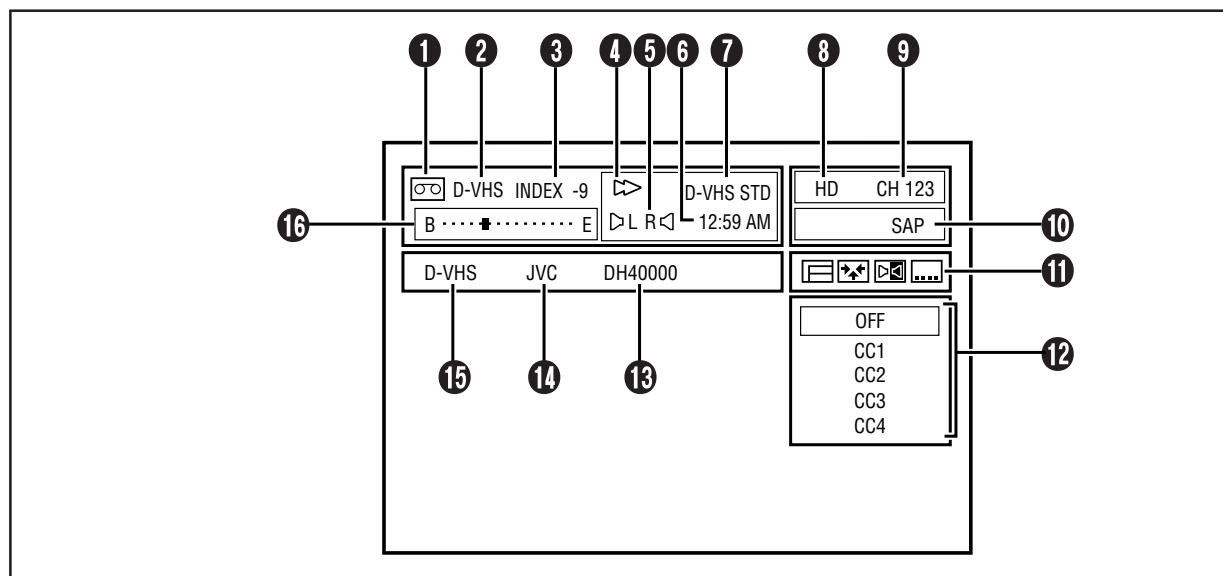 1 2 3 4 5 6 7 8 9
D-VHS INDEX -9 D-VHS STD HD CH 123
16 B E L R 12:59 AM SAP 10
D-VHS JVC DH40000 11
OFF
CC1 12
15 14 13 CC2
CC3
CC4